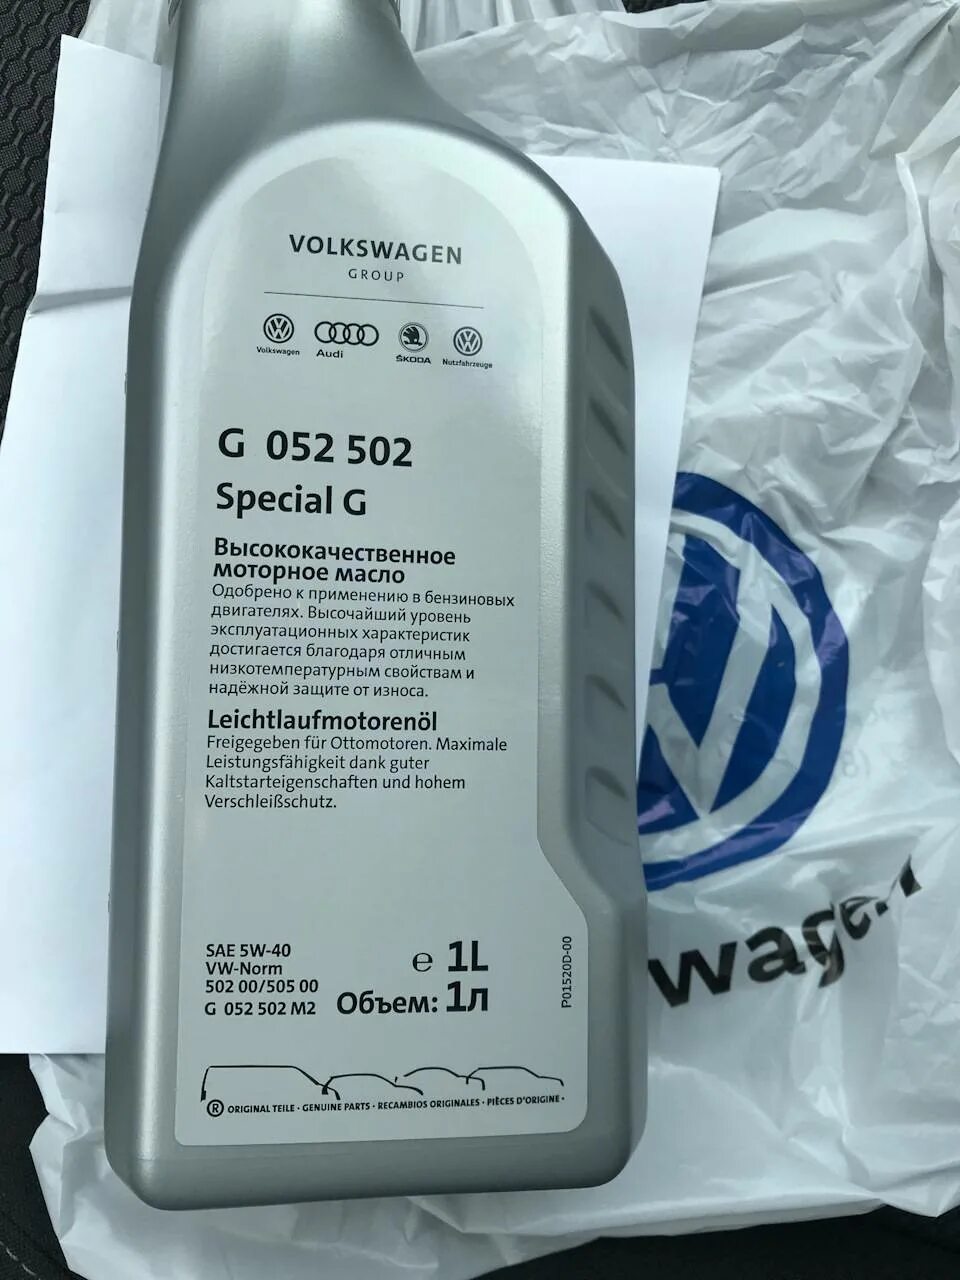 VOLKSWAGEN
GROUP
Volkswagen
Audi
ŠKODA
Nutzfahrzeuge
G 052 502
Special G
Высококачественное
моторное масло
Одобрено к применению в бензиновых
двигателях. Высочайший уровень
эксплуатационных характеристик
достигается благодаря отличным
низкотемпературным свойствам и
надёжной защите от износа.
Leichtlaufmotorenöl
Freigegeben für Ottomotoren. Maximale
Leistungsfähigkeit dank guter
Kaltstarteigenschaften und hohem
Verschleißschutz.
SAE 5W-40
VW-Norm
502 00/505 00
G 052 502 M2
e 1L
Объем: 1л
P01520D-00
® ORIGINAL TEILE · GENUINE PARTS · RECAMBIOS ORIGINALES · PIÈCES D'ORIGINE ·
wagen